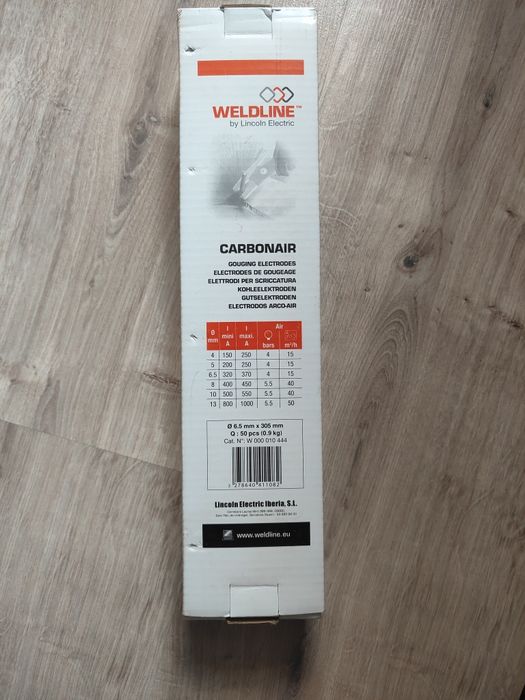 WELDLINE™
by Lincoln Electric
CARBONAIR
GOUGING ELECTRODES
ELECTRODES DE GOUGEAGE
ELETTRODI PER SCRICCATURA
KOHLEELEKTRODEN
GUTSELEKTRODEN
ELECTRODOS ARCO-AIR
Ø mm I mini A I maxi. A Air bars m³/h
4 150 250 4 15
5 200 250 4 15
6.5 320 370 4 15
8 400 450 5.5 40
10 500 550 5.5 40
13 800 1000 5.5 50
Ø 6,5 mm x 305 mm
Q : 50 pcs (0.9 kg)
Cat. N°: W 000 010 444
278640 411082
Lincoln Electric Iberia, S.L.
www.weldline.eu